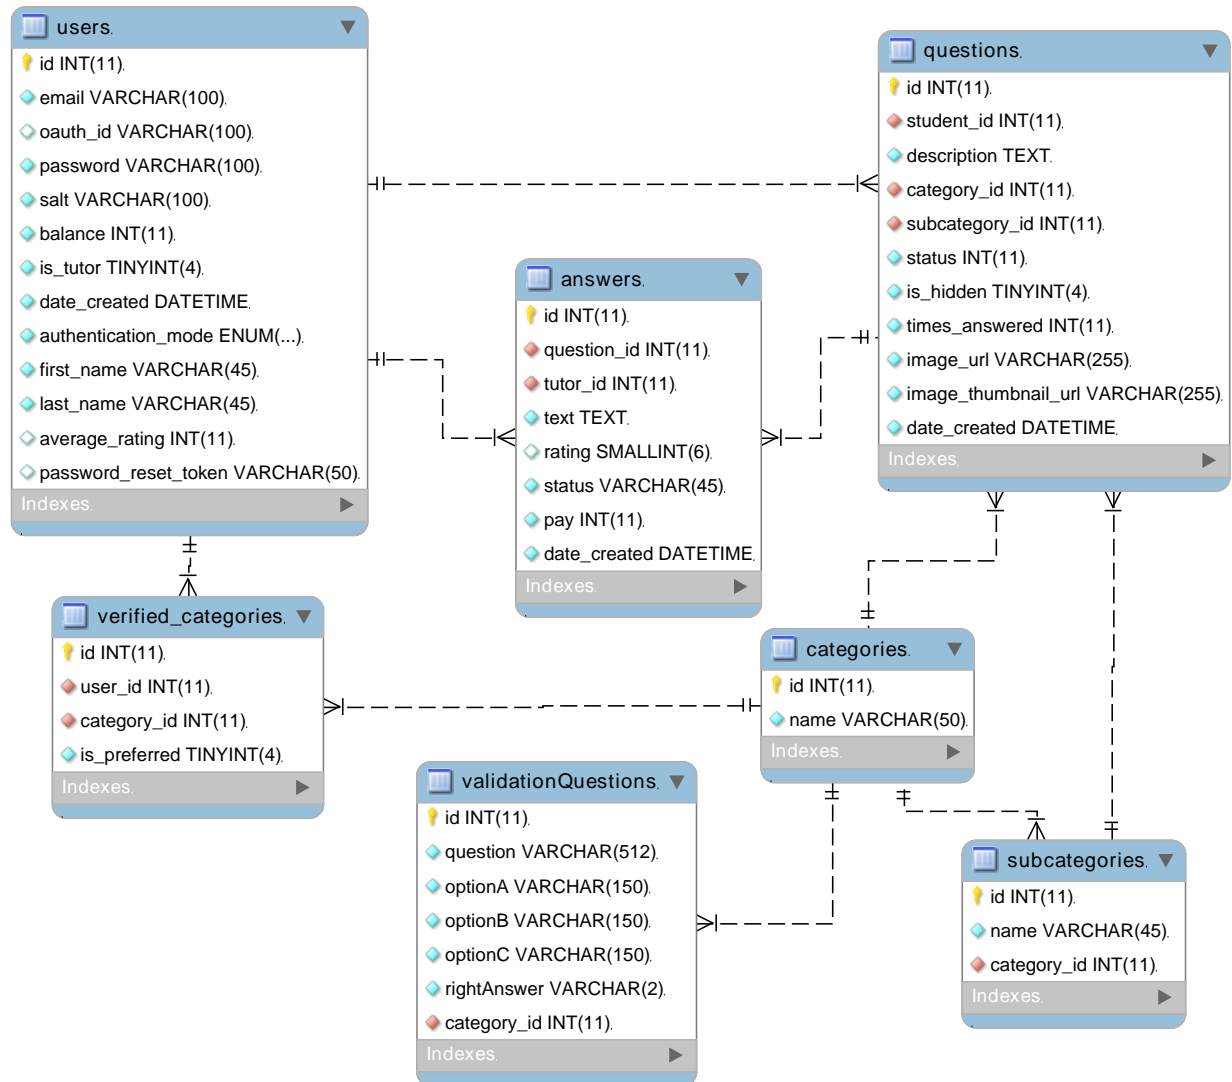 users
id INT(11)
email VARCHAR(100)
oauth_id VARCHAR(100)
password VARCHAR(100)
salt VARCHAR(100)
balance INT(11)
is_tutor TINYINT(4)
date_created DATETIME
authentication_mode ENUM(...)
first_name VARCHAR(45)
last_name VARCHAR(45)
average_rating INT(11)
password_reset_token VARCHAR(50)
Indexes
questions
id INT(11)
student_id INT(11)
description TEXT
category_id INT(11)
subcategory_id INT(11)
status INT(11)
is_hidden TINYINT(4)
times_answered INT(11)
image_url VARCHAR(255)
image_thumbnail_url VARCHAR(255)
date_created DATETIME
Indexes
answers
id INT(11)
question_id INT(11)
tutor_id INT(11)
text TEXT
rating SMALLINT(6)
status VARCHAR(45)
pay INT(11)
date_created DATETIME
Indexes
verified_categories
id INT(11)
user_id INT(11)
category_id INT(11)
is_preferred TINYINT(4)
Indexes
categories
id INT(11)
name VARCHAR(50)
Indexes
validationQuestions
id INT(11)
question VARCHAR(512)
optionA VARCHAR(150)
optionB VARCHAR(150)
optionC VARCHAR(150)
rightAnswer VARCHAR(2)
category_id INT(11)
Indexes
subcategories
id INT(11)
name VARCHAR(45)
category_id INT(11)
Indexes